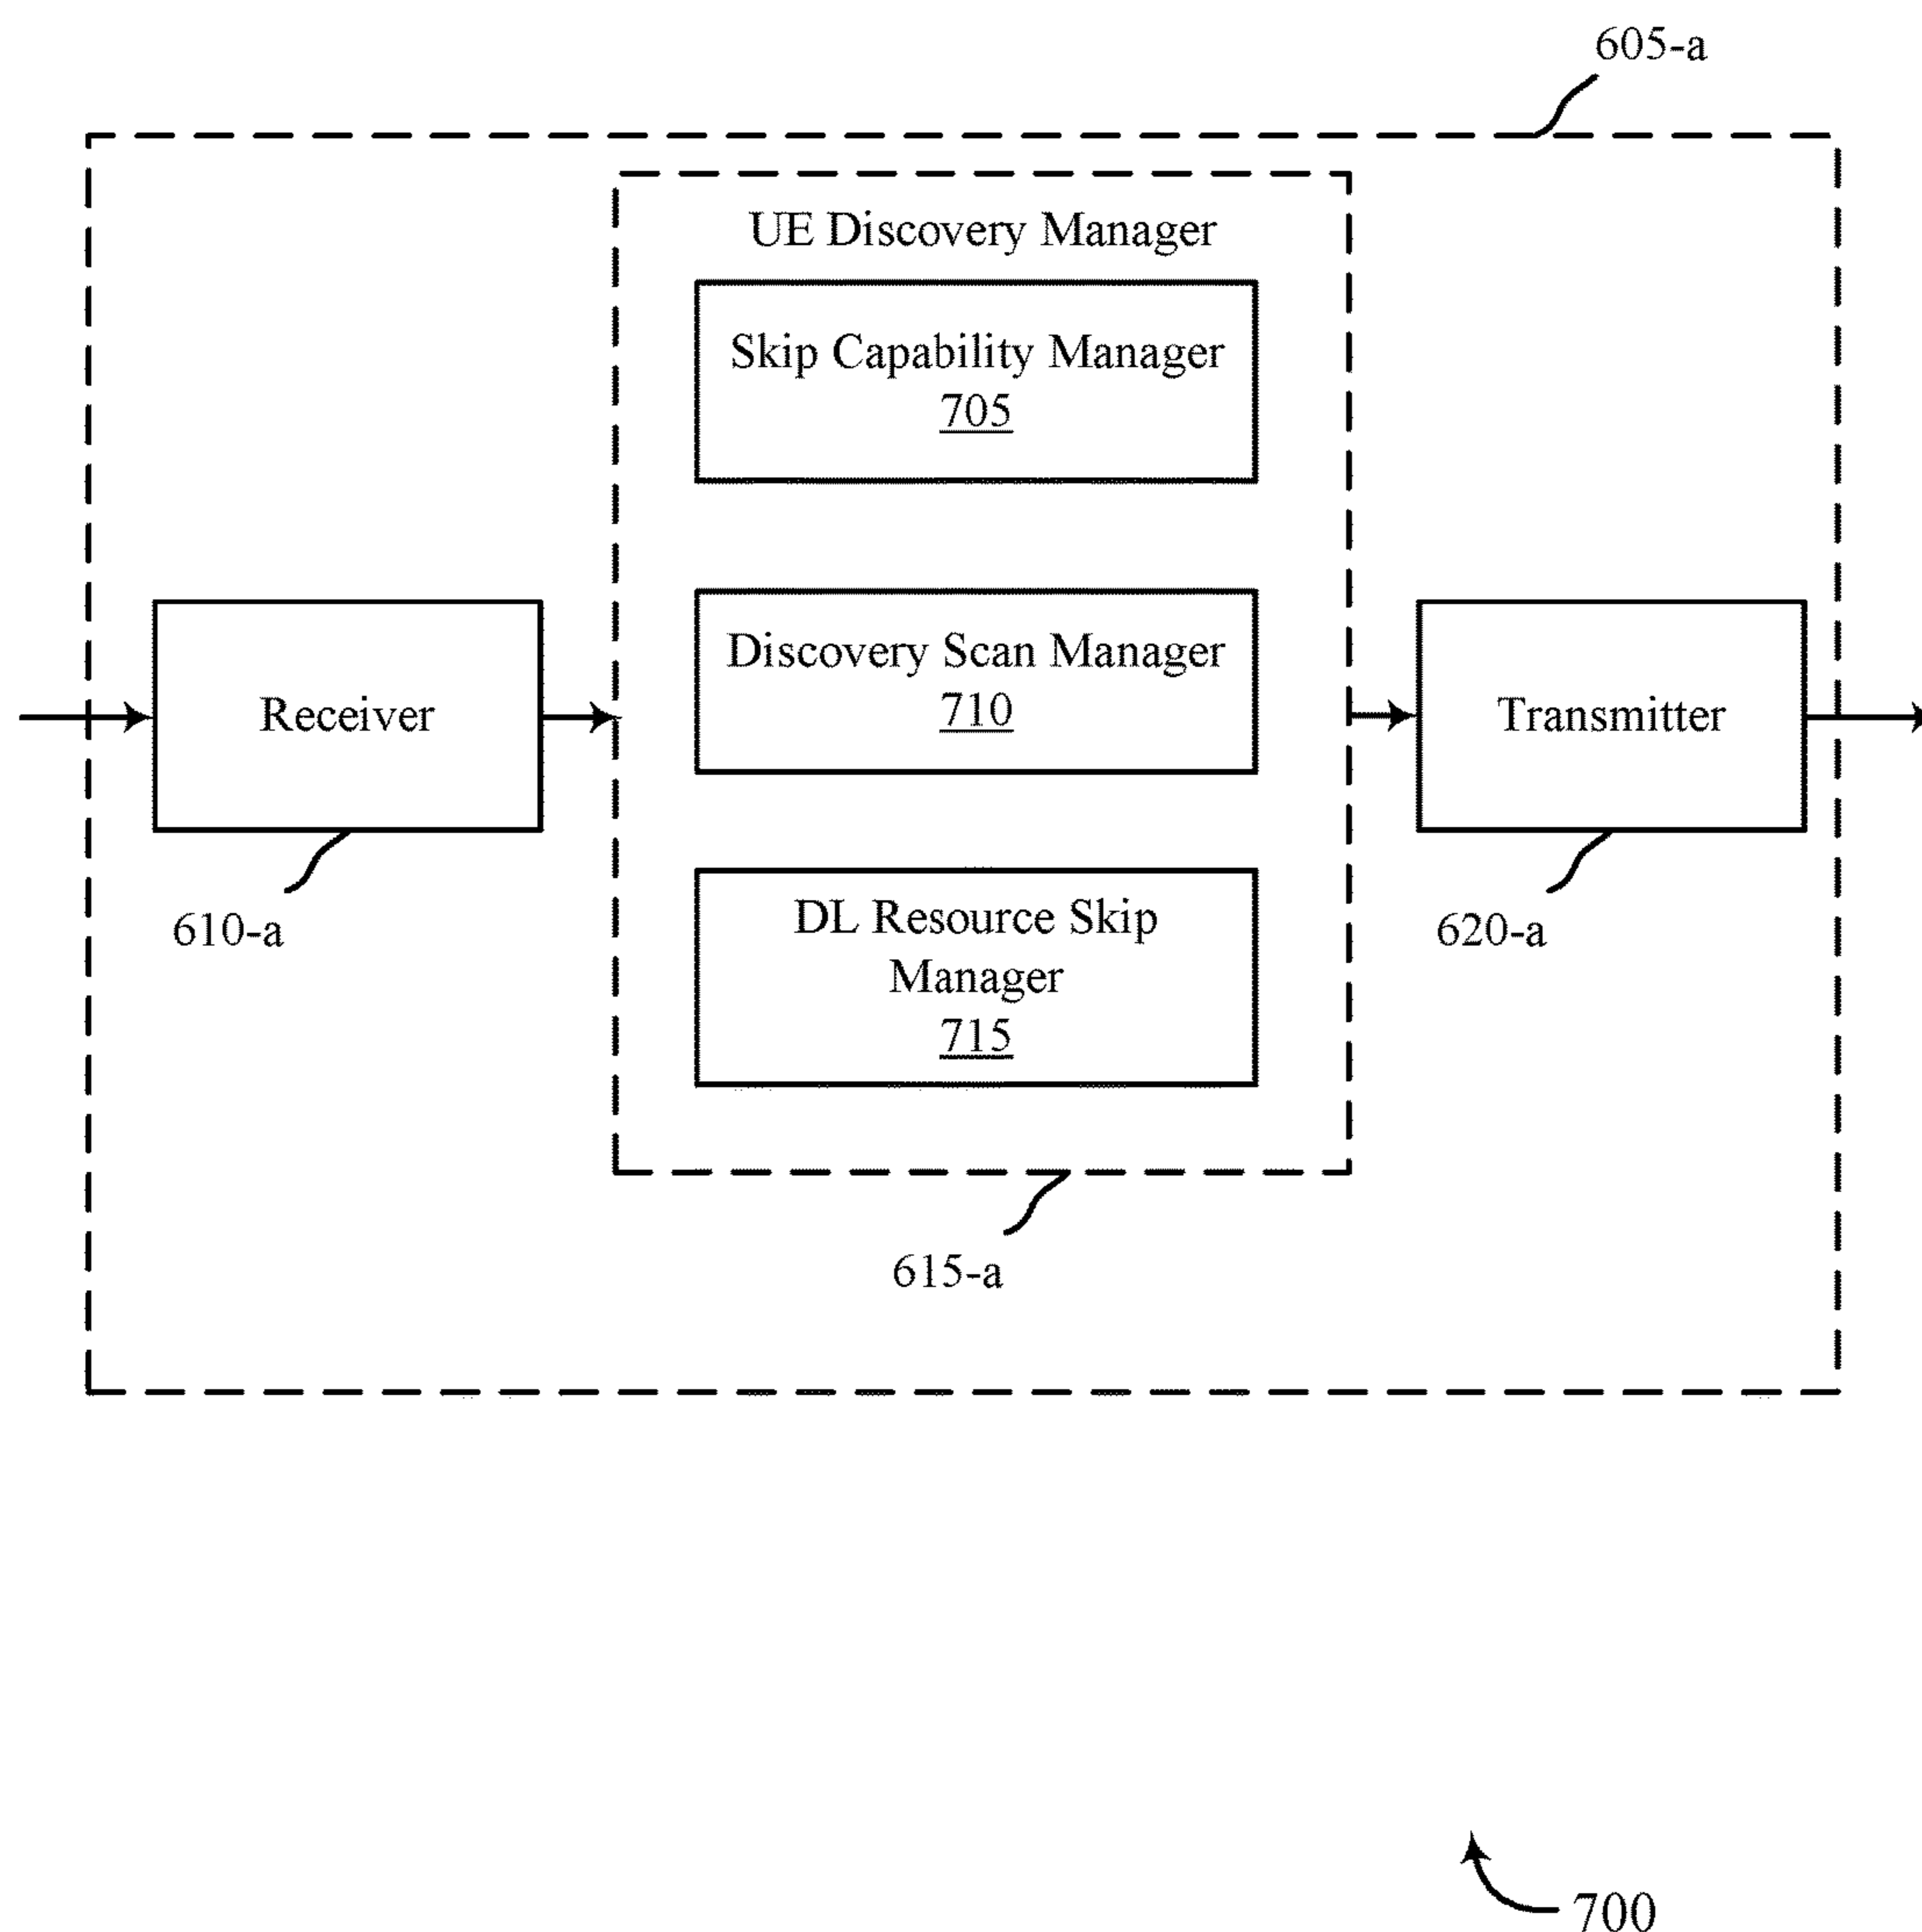 605-a
UE Discovery Manager
Skip Capability Manager
705
Discovery Scan Manager
710
Receiver
Transmitter
DL Resource Skip
Manager
715
610-a
620-a
615-a
700